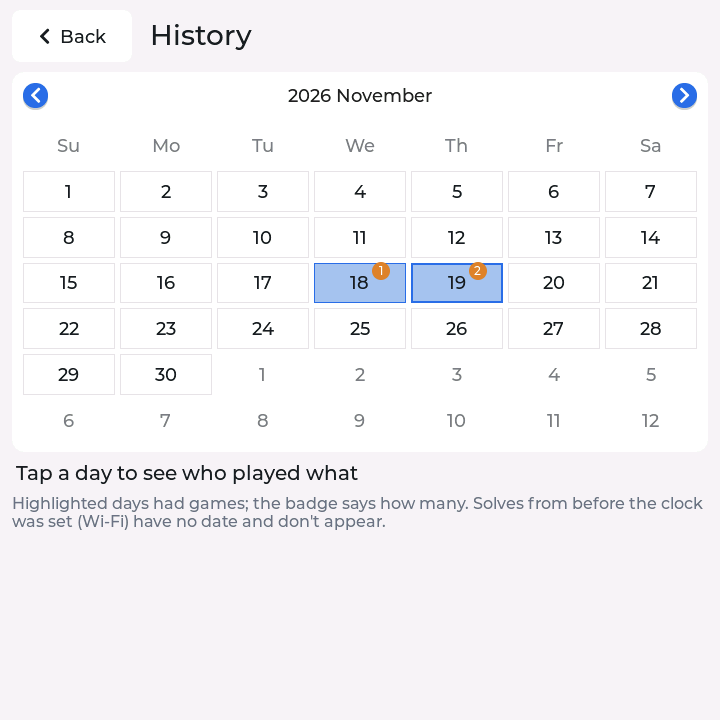 Back
History
2026 November
Su Mo Tu We Th Fr Sa
1 2 3 4 5 6 7
8 9 10 11 12 13 14
15 16 17 18 1 19 2 20 21
22 23 24 25 26 27 28
29 30 1 2 3 4 5
6 7 8 9 10 11 12
Tap a day to see who played what
Highlighted days had games; the badge says how many. Solves from before the clock
was set (Wi-Fi) have no date and don't appear.